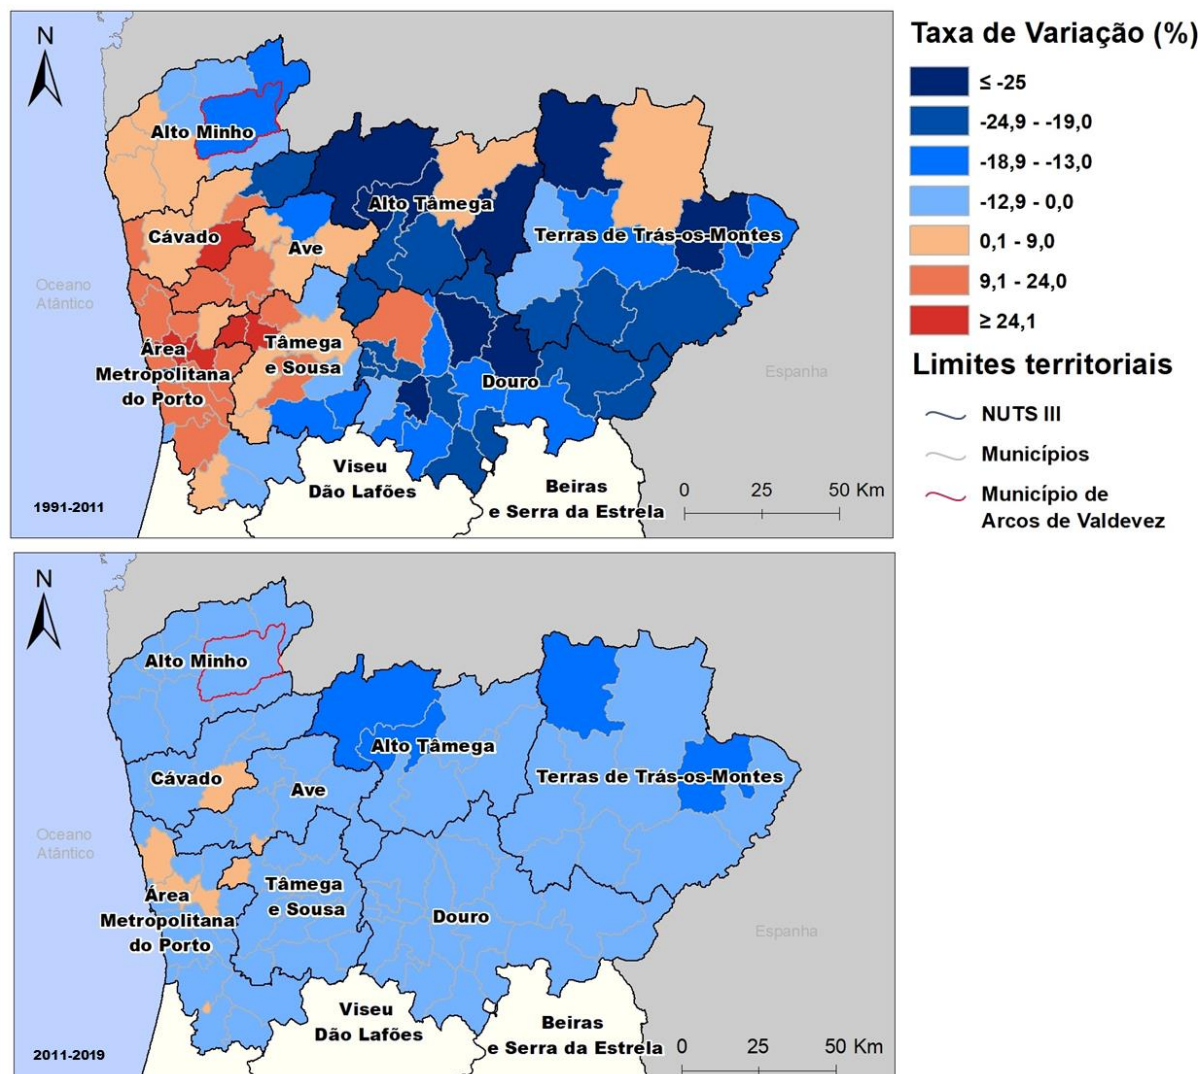 N
Alto Minho
Alto Tâmega
Cávado
Ave
Terras de Trás-os-Montes
Oceano
Atântico
Tâmega
e Sousa
Área
Metropolitana
do Porto
Douro
Espanha
Viseu
Dão Lafões
Beiras
e Serra da Estrela
0 25 50 Km
1991-2011
Taxa de Variação (%)
≤ -25
-24,9 - -19,0
-18,9 - -13,0
-12,9 - 0,0
0,1 - 9,0
9,1 - 24,0
≥ 24,1
Limites territoriais
NUTS III
Municípios
Município de
Arcos de Valdevez
N
Alto Minho
Alto Tâmega
Cávado
Ave
Terras de Trás-os-Montes
Oceano
Atântico
Tâmega
e Sousa
Área
Metropolitana
do Porto
Douro
Espanha
Viseu
Dão Lafões
Beiras
e Serra da Estrela
0 25 50 Km
2011-2019